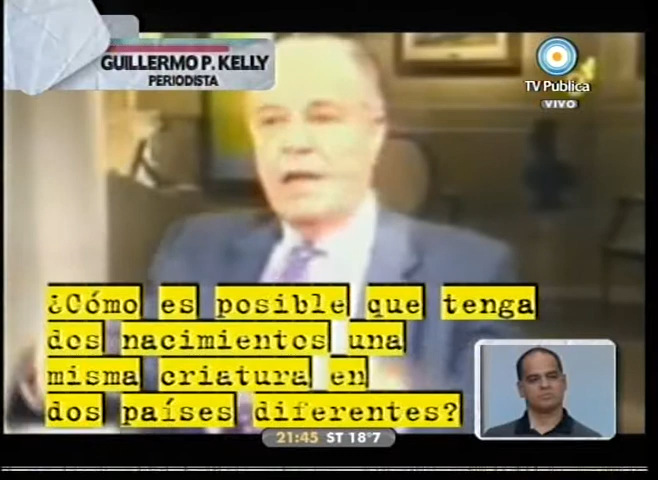 GUILLERMO P. KELLY
PERIODISTA
TV Pública
VIVO
¿Cómo es posible que tenga
dos nacimientos una
misma criatura en
dos países diferentes?
21:45 ST 18°7